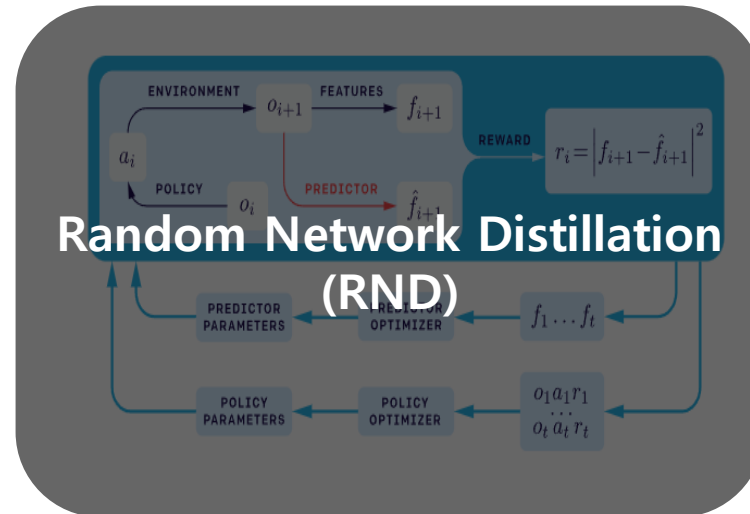 ENVIRONMENT
FEATURES
o_{i+1}
f_{i+1}
a_i
REWARD
r_i = |f_{i+1} − f̂_{i+1}|²
POLICY
PREDICTOR
o_i
f̂_{i+1}
Random Network Distillation
(RND)
PREDICTOR
PARAMETERS
PREDICTOR
OPTIMIZER
f_1 … f_t
POLICY
PARAMETERS
POLICY
OPTIMIZER
o_1 a_1 r_1
…
o_t a_t r_t